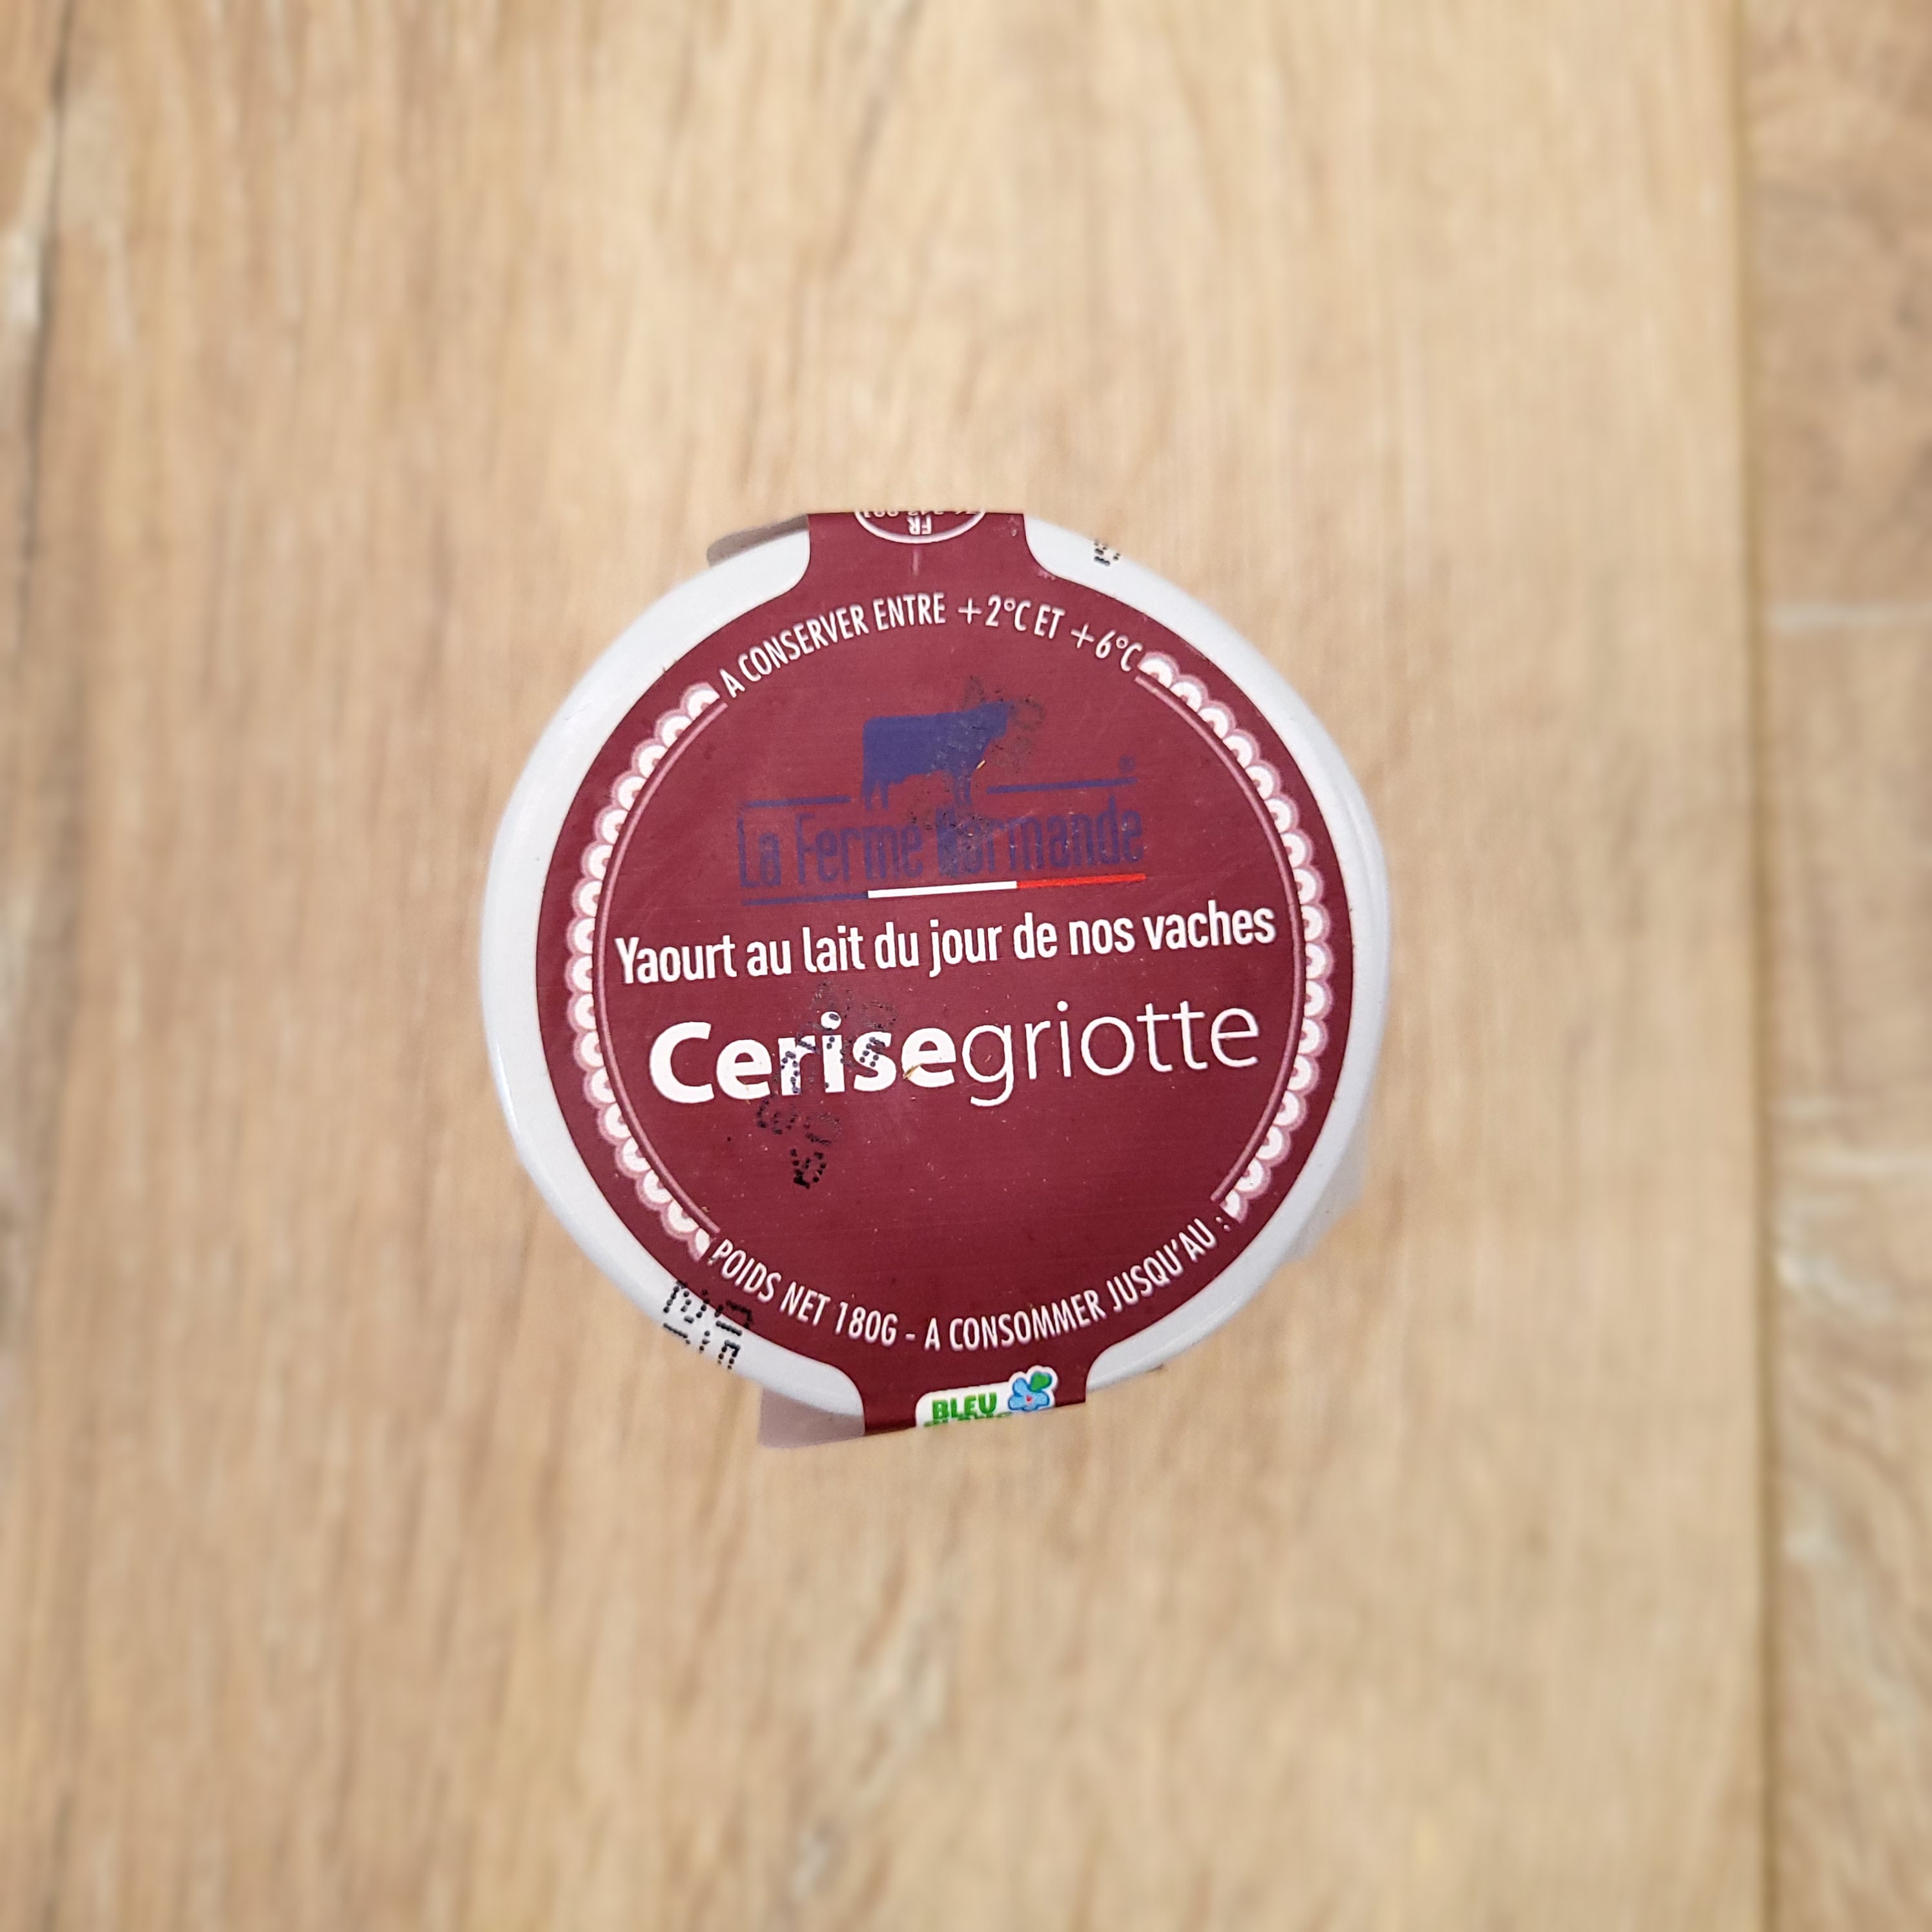 FR
A CONSERVER ENTRE +2°C ET +6°C
La Ferme Normande
Yaourt au lait du jour de nos vaches
Cerisegriotte
POIDS NET 180G - A CONSOMMER JUSQU'AU :
BLEU